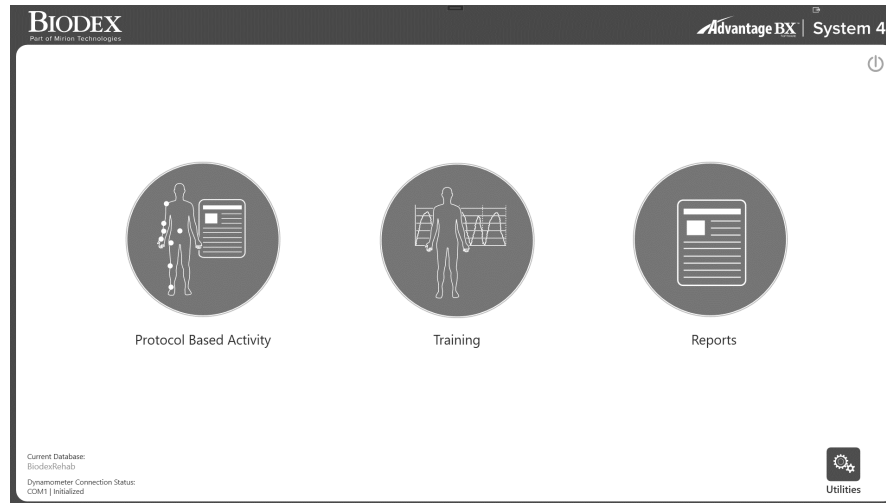 BIODEX
Part of Mirion Technologies
Advantage BX | System 4
Protocol Based Activity
Training
Reports
Current Database:
BiodexRehab
Dynamometer Connection Status:
COM1 | Initialized
Utilities